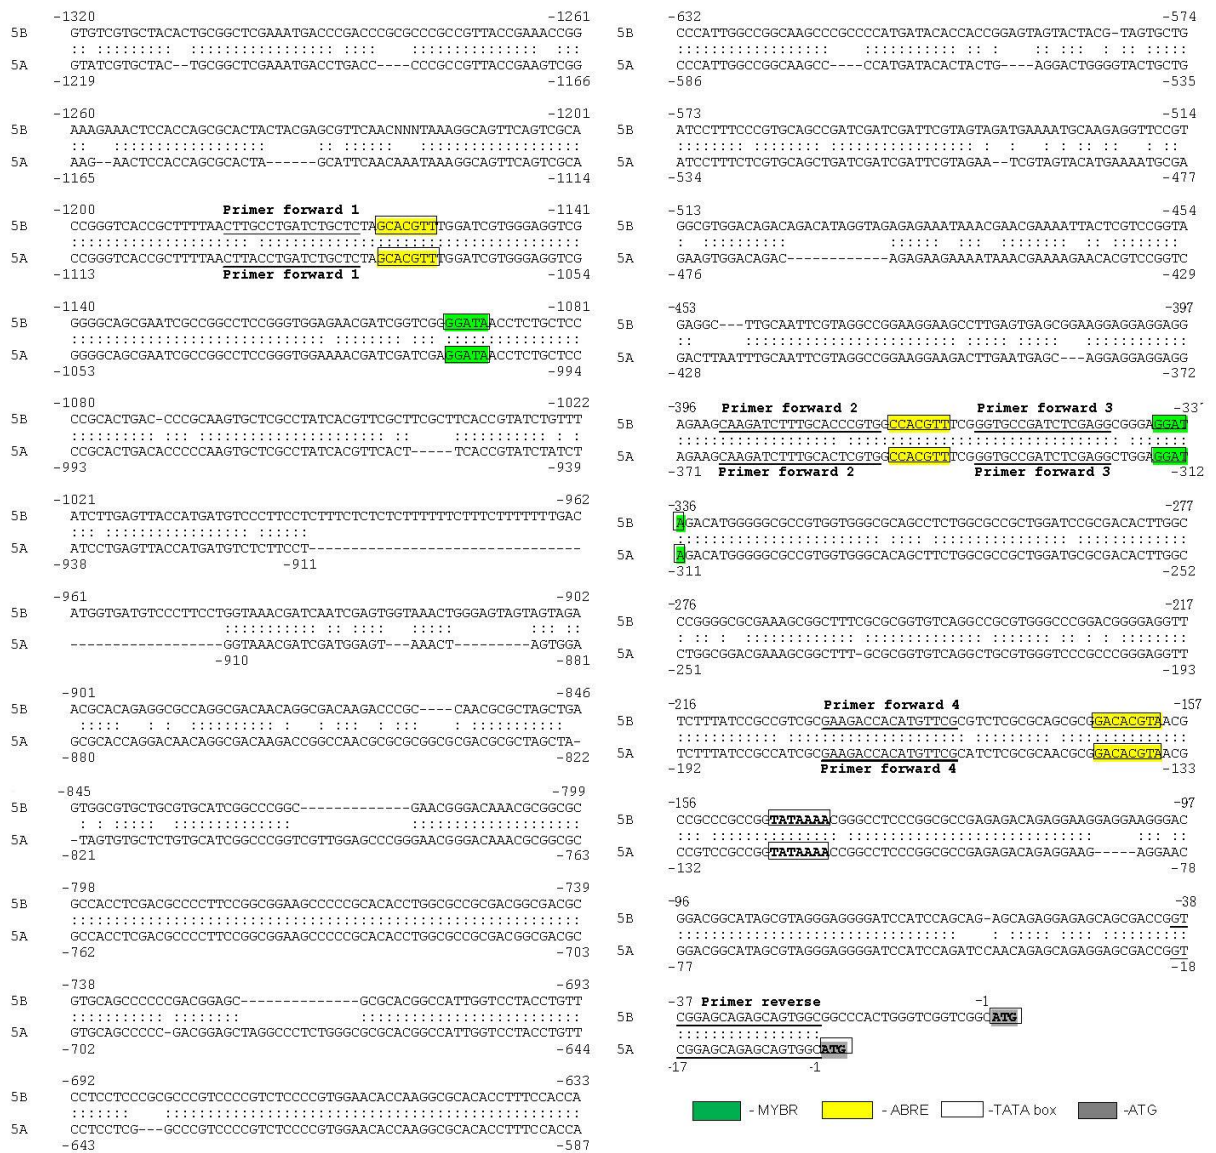 -1320 -1261
5B GTGTCGTGCTACACTGCGGCTCGAAATGACCCGACCCGCGCCCGCCGTTACCGAAACCGG
5A GTATCGTGCTAC--TGCGGCTCGAAATGACCTGACC----CCCGCCGTTACCGAAGTCGG
-1219 -1166
-1260 -1201
5B AAAGAAACTCCACCAGCGCACTACTACGAGCGTTCAACNNNTAAAGGCAGTTCAGTCGCA
5A AAG--AACTCCACCAGCGCACTA------GCATTCAACAAATAAAGGCAGTTCAGTCGCA
-1165 -1114
-1200 Primer forward 1 -1141
5B CCGGGTCACCGCTTTTAACTTGCCTGATCTGCTCTAGCACGTTTGGATCGTGGGAGGTCG
5A CCGGGTCACCGCTTTTAACTTACCTGATCTGCTCTAGCACGTTTGGATCGTGGGAGGTCG
-1113 Primer forward 1 -1054
-1140 -1081
5B GGGGCAGCGAATCGCCGGCCTCCGGGTGGAGAACGATCGGTCGGGGATAACCTCTGCTCC
5A GGGGCAGCGAATCGCCGGCCTCCGGGTGGAAAACGATCGATCGAGGATAACCTCTGCTCC
-1053 -994
-1080 -1022
5B CCGCACTGAC-CCCGCAAGTGCTCGCCTATCACGTTCGCTTCGCTTCACCGTATCTGTTT
5A CCGCACTGACACCCCCAAGTGCTCGCCTATCACGTTCACT-----TCACCGTATCTATCT
-993 -939
-1021 -962
5B ATCTTGAGTTACCATGATGTCCCTTCCTCTTTCTCTCTCTTTTTTCTTTCTTTTTTTGAC
5A ATCCTGAGTTACCATGATGTCTCTTCCT--------------------------------
-938 -911
-961 -902
5B ATGGTGATGTCCCTTCCTGGTAAACGATCAATCGAGTGGTAAACTGGGAGTAGTAGTAGA
5A ------------------GGTAAACGATCGATGGAGT---AAACT---------AGTGGA
-910 -881
-901 -846
5B ACGCACAGAGGCGCCAGGCGACAACAGGCGACAAGACCCGC----CAACGCGCTAGCTGA
5A GCGCACCAGGACAACAGGCGACAAGACCGGCCAACGCGCGCGGCGCGACGCGCTAGCTA-
-880 -822
-845 -799
5B GTGGCGTGCTGCGTGCATCGGCCCGGC-------------GAACGGGACAAACGCGGCGC
5A -TAGTGTGCTCTGTGCATCGGCCCGGTCGTTGGAGCCCGGGAACGGGACAAACGCGGCGC
-821 -763
-798 -739
5B GCCACCTCGACGCCCCTTCCGGCGGAAGCCCCCGCACACCTGGCGCCGCGACGGCGACGC
5A GCCACCTCGACGCCCCTTCCGGCGGAAGCCCCCGCACACCTGGCGCCGCGACGGCGACGC
-762 -703
-738 -693
5B GTGCAGCCCCCCGACGGAGC--------------GCGCACGGCCATTGGTCCTACCTGTT
5A GTGCAGCCCCC-GACGGAGCTAGGCCCTCTGGGCGCGCACGGCCATTGGTCCTACCTGTT
-702 -644
-692 -633
5B CCTCCTCCCGCGCCCGTCCCCGTCTCCCCGTGGAACACCAAGGCGCACACCTTTCCACCA
5A CCTCCTCG---GCCCGTCCCCGTCTCCCCGTGGAACACCAAGGCGCACACCTTTCCACCA
-643 -587
-632 -574
5B CCCATTGGCCGGCAAGCCCGCCCCCATGATACACCACCGGAGTAGTACTACG-TAGTGCTG
5A CCCATTGGCCGGCAAGCC----CCATGATACACTACTG----AGGACTGGGGTACTGCTG
-586 -535
-573 -514
5B ATCCTTTCCCGTGCAGCCGATCGATCGATTCGTAGTAGATGAAAATGCAAGAGGTTCCGT
5A ATCCTTTCTCGTGCAGCTGATCGATCGATTCGTAGAA--TCGTAGTACATGAAAATGCGA
-534 -477
-513 -454
5B GGCGTGGACAGACAGACATAGGTAGAGAGAAATAAACGAACGAAAATTACTCGTCCGGTA
5A GAAGTGGACAGAC------------AGAGAAGAAAATAAACGAAAAGAACACGTCCGGTC
-476 -429
-453 -397
5B GAGGC---TTGCAATTCGTAGGCCGGAAGGAAGCCTTGAGTGAGCGGAAGGAGGAGGAGG
5A GACTTAATTTGCAATTCGTAGGCCGGAAGGAAGACTTGAATGAGC---AGGAGGAGGAGG
-428 -372
-396 Primer forward 2 Primer forward 3 -337
5B AGAAGCAAGATCTTTGCACCCGTGGCCACGTTTCGGGTGCCGATCTCGAGGCGGGAGGAT
5A AGAAGCAAGATCTTTGCACTCGTGGCCACGTTTCGGGTGCCGATCTCGAGGCTGGAGGAT
-371 Primer forward 2 Primer forward 3 -312
-336 -277
5B AGACATGGGGGCGCCGTGGTGGGCGCAGCCTCTGGCGCCGCTGGATCCGCGACACTTGGC
5A AGACATGGGGGCGCCGTGGTGGGCACAGCTTCTGGCGCCGCTGGATGCGCGACACTTGGC
-311 -252
-276 -217
5B CCGGGGCGCGAAAGCGGCTTTCGCGCGGTGTCAGGCCGCGTGGGCCCGGACGGGGAGGTT
5A CTGGCGGACGAAAGCGGCTTT-GCGCGGTGTCAGGCTGCGTGGGTCCCGCCCGGGAGGTT
-251 -193
-216 Primer forward 4 -157
5B TCTTTATCCGCCGTCGCGAAGACCACATGTTCGCGTCTCGCGCAGCGCGGACACGTAACG
5A TCTTTATCCGCCATCGCGAAGACCACATGTTCGCATCTCGCGCAACGCGGACACGTAACG
-192 Primer forward 4 -133
-156 -97
5B CCGCCCGCCGGTATAAAACGGGCCTCCCGGCGCCGAGAGACAGAGGAAGGAGGAAGGGAC
5A CCGTCCGCCGGTATAAAACCGGCCTCCCGGCGCCGAGAGACAGAGGAAG-----AGGAAC
-132 -78
-96 -38
5B GGACGGCATAGCGTAGGGAGGGGATCCATCCAGCAG-AGCAGAGGAGAGCAGCGACCGGT
5A GGACGGCATAGCGTAGGGAGGGGATCCATCCAGATCCAACAGAGCAGAGGAGCGACCGGT
-77 -18
-37 Primer reverse -1
5B CGGAGCAGAGCAGTGGCGGCCCACTGGGTCGGTCGGCATG
5A CGGAGCAGAGCAGTGGCATG
-17 -1
- MYBR - ABRE -TATA box -ATG